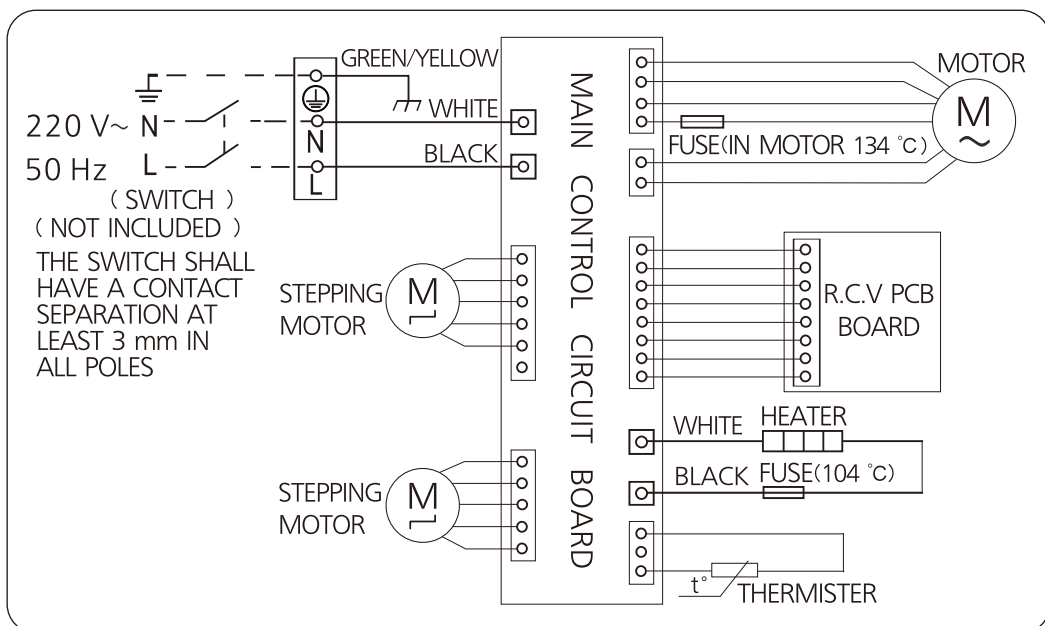 GREEN/YELLOW
220 V~ N
50 Hz L
N
L
WHITE
BLACK
( SWITCH )
( NOT INCLUDED )
THE SWITCH SHALL
HAVE A CONTACT
SEPARATION AT
LEAST 3 mm IN
ALL POLES
MAIN CONTROL CIRCUIT BOARD
MOTOR
M
~
FUSE(IN MOTOR 134 ℃)
STEPPING
MOTOR
M
R.C.V PCB
BOARD
WHITE
HEATER
BLACK
FUSE(104 ℃)
STEPPING
MOTOR
M
t°
THERMISTER